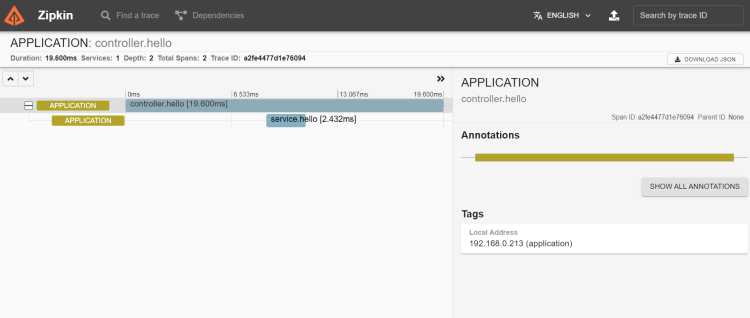 Zipkin Find a trace Dependencies ENGLISH Search by trace ID
APPLICATION: controller.hello
Duration: 19.600ms Services: 1 Depth: 2 Total Spans: 2 Trace ID: a2fe4477d1e76094 DOWNLOAD JSON
0ms 6.533ms 13.067ms 19.600ms
APPLICATION controller.hello [19.600ms]
APPLICATION service.hello [2.432ms]
APPLICATION
controller.hello
Span ID: a2fe4477d1e76094 Parent ID: None
Annotations
SHOW ALL ANNOTATIONS
Tags
Local Address
192.168.0.213 (application)